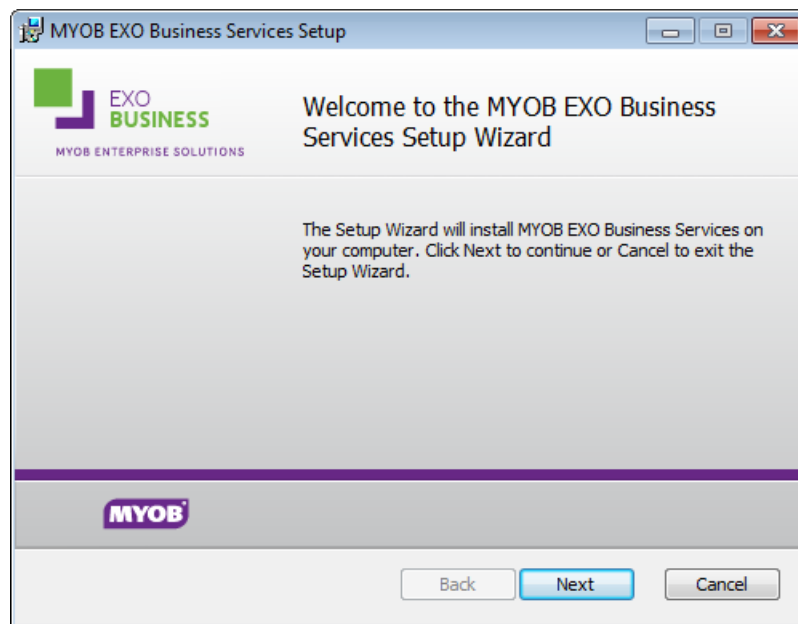 MYOB EXO Business Services Setup
EXO
BUSINESS
MYOB ENTERPRISE SOLUTIONS
Welcome to the MYOB EXO Business
Services Setup Wizard
The Setup Wizard will install MYOB EXO Business Services on
your computer. Click Next to continue or Cancel to exit the
Setup Wizard.
MYOB
Back Next Cancel